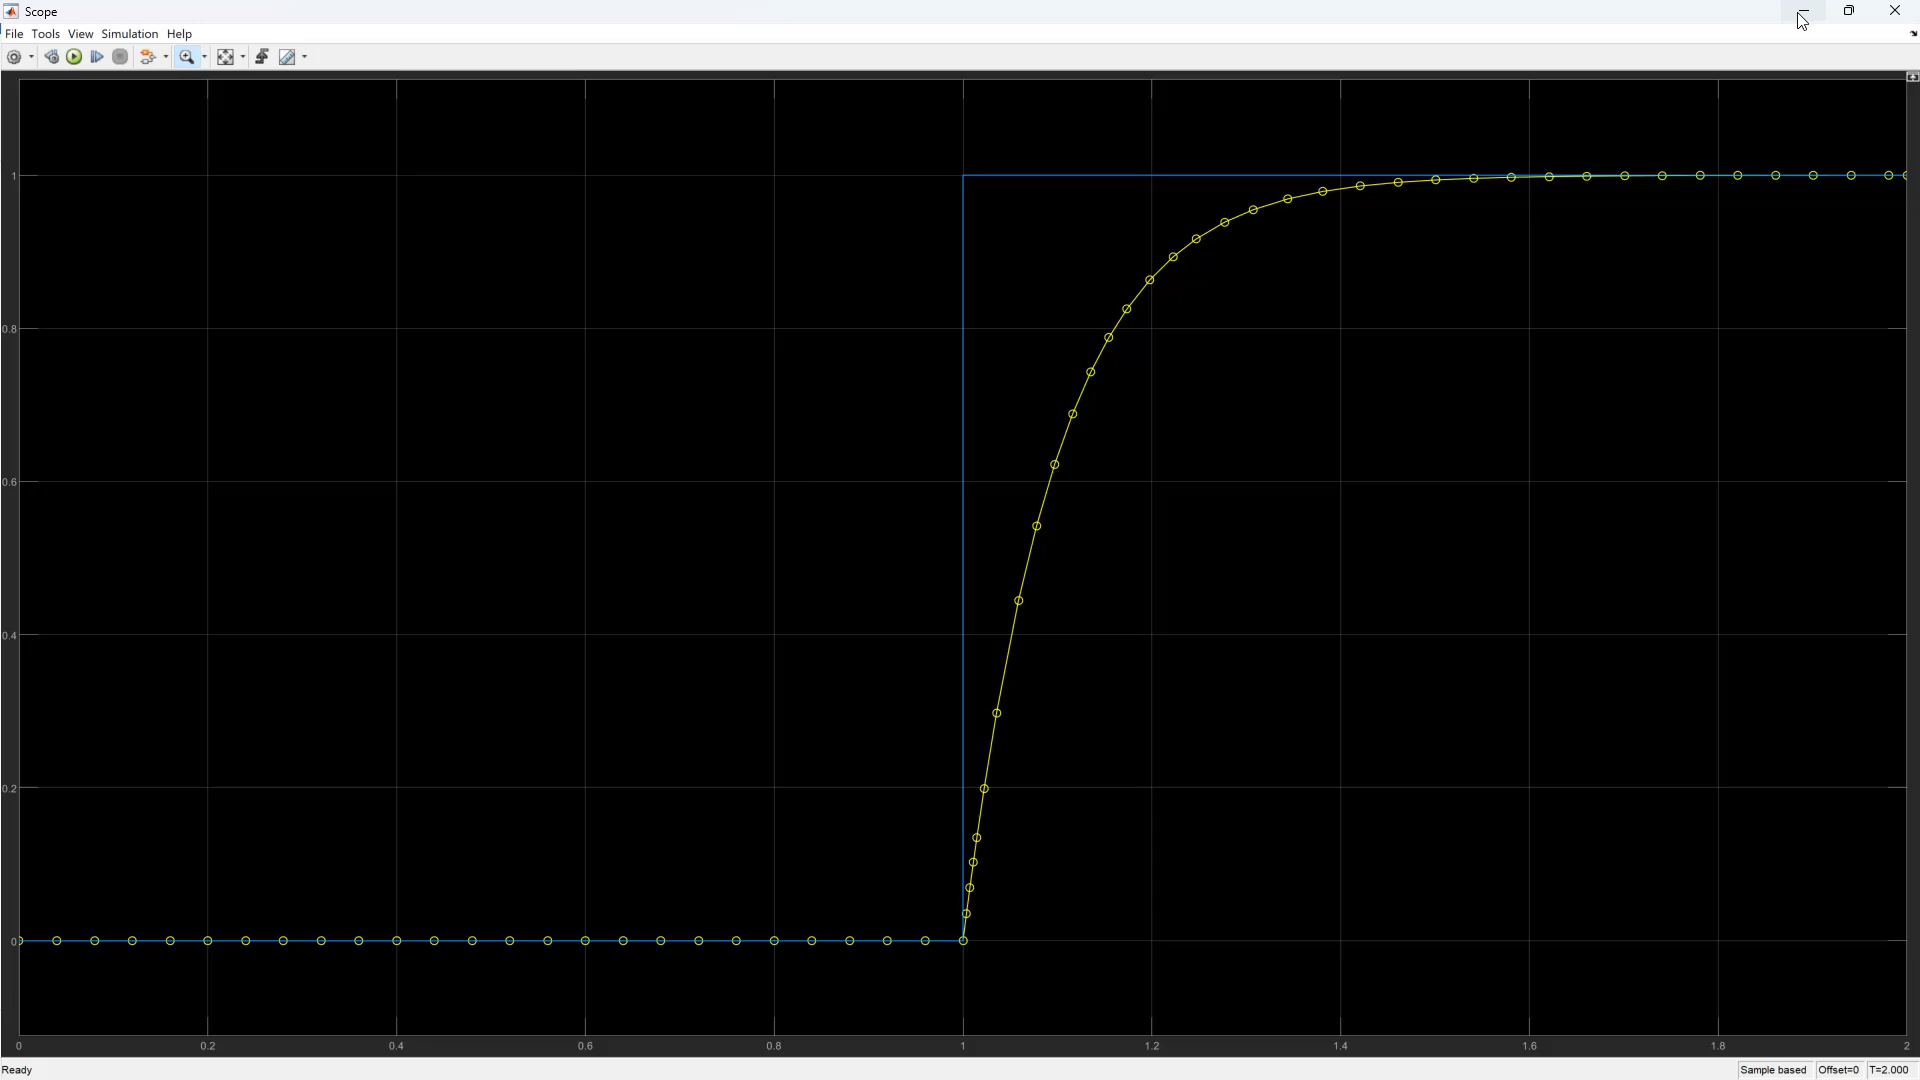 Scope
File Tools View Simulation Help
1
0.8
0.6
0.4
0.2
0
0 0.2 0.4 0.6 0.8 1 1.2 1.4 1.6 1.8 2
Ready Sample based Offset=0 T=2.000